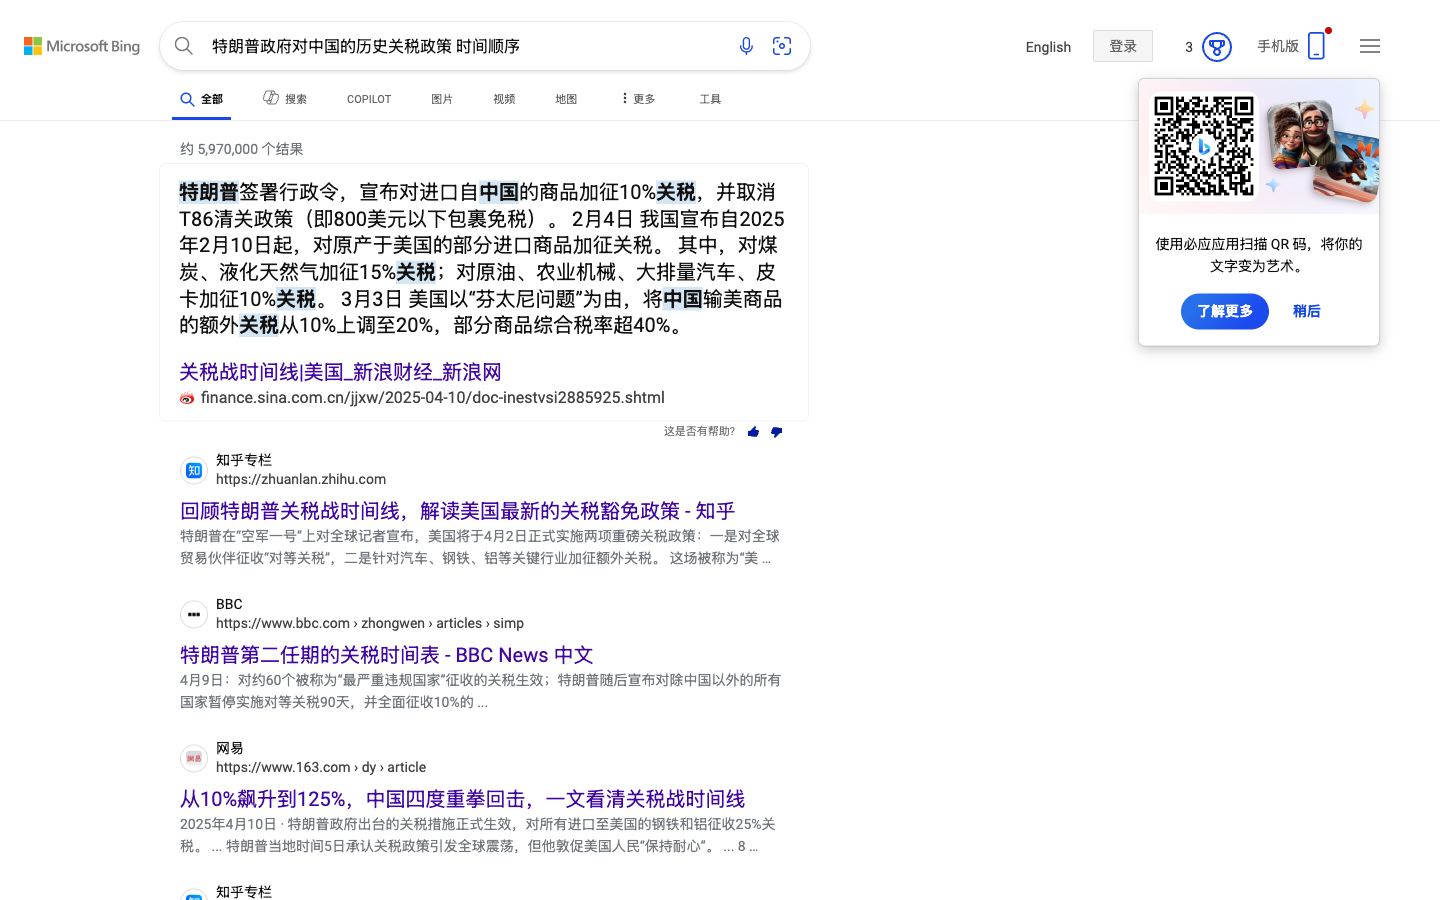 Microsoft Bing
特朗普政府对中国的历史关税政策 时间顺序
English
登录
3
手机版
全部
搜索
COPILOT
图片
视频
地图
更多
工具
约 5,970,000 个结果
特朗普签署行政令，宣布对进口自中国的商品加征10%关税，并取消
T86清关政策（即800美元以下包裹免税）。 2月4日 我国宣布自2025
年2月10日起，对原产于美国的部分进口商品加征关税。 其中，对煤
炭、液化天然气加征15%关税；对原油、农业机械、大排量汽车、皮
卡加征10%关税。 3月3日 美国以“芬太尼问题”为由，将中国输美商品
的额外关税从10%上调至20%，部分商品综合税率超40%。
关税战时间线|美国_新浪财经_新浪网
finance.sina.com.cn/jjxw/2025-04-10/doc-inestvsi2885925.shtml
这是否有帮助?
知
知乎专栏
https://zhuanlan.zhihu.com
回顾特朗普关税战时间线，解读美国最新的关税豁免政策 - 知乎
特朗普在“空军一号”上对全球记者宣布，美国将于4月2日正式实施两项重磅关税政策：一是对全球
贸易伙伴征收“对等关税”，二是针对汽车、钢铁、铝等关键行业加征额外关税。 这场被称为“美 ...
BBC
https://www.bbc.com › zhongwen › articles › simp
特朗普第二任期的关税时间表 - BBC News 中文
4月9日：对约60个被称为“最严重违规国家”征收的关税生效；特朗普随后宣布对除中国以外的所有
国家暂停实施对等关税90天，并全面征收10%的 ...
網易
网易
https://www.163.com › dy › article
从10%飙升到125%，中国四度重拳回击，一文看清关税战时间线
2025年4月10日 · 特朗普政府出台的关税措施正式生效，对所有进口至美国的钢铁和铝征收25%关
税。 ... 特朗普当地时间5日承认关税政策引发全球震荡，但他敦促美国人民“保持耐心”。 ... 8 ...
知乎专栏
使用必应应用扫描 QR 码，将你的
文字变为艺术。
了解更多
稍后